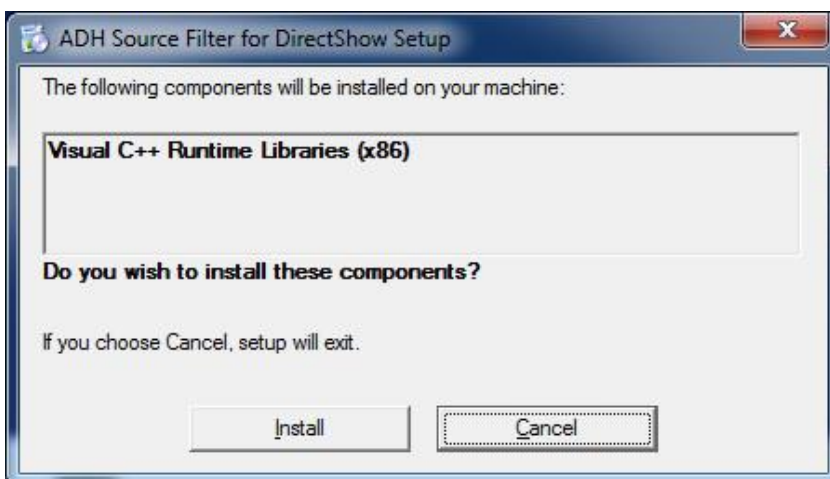 ADH Source Filter for DirectShow Setup
The following components will be installed on your machine:
Visual C++ Runtime Libraries (x86)
Do you wish to install these components?
If you choose Cancel, setup will exit.
Install
Cancel